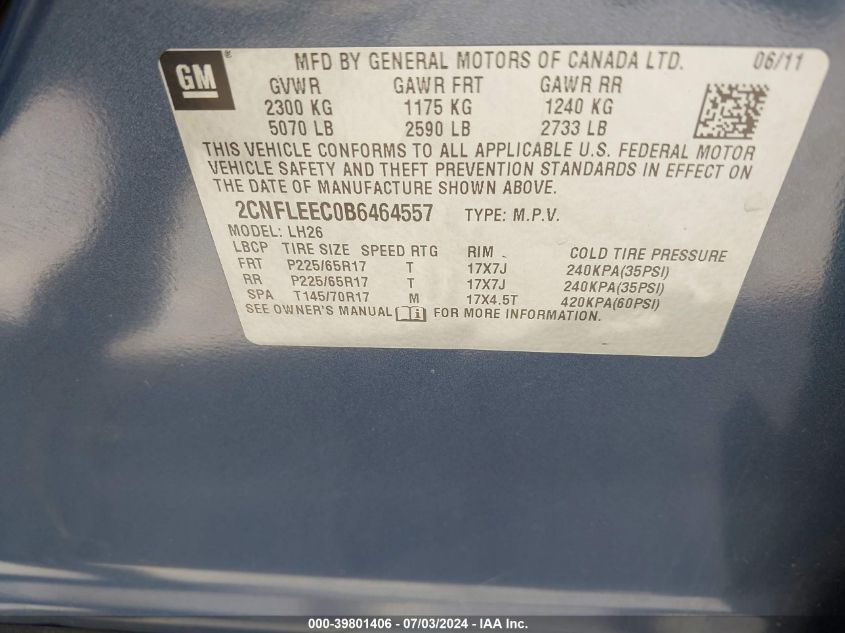 GM ® MFD BY GENERAL MOTORS OF CANADA LTD. 06/11
GVWR GAWR FRT GAWR RR
2300 KG 1175 KG 1240 KG
5070 LB 2590 LB 2733 LB
THIS VEHICLE CONFORMS TO ALL APPLICABLE U.S. FEDERAL MOTOR
VEHICLE SAFETY AND THEFT PREVENTION STANDARDS IN EFFECT ON
THE DATE OF MANUFACTURE SHOWN ABOVE.
2CNFLEEC0B6464557 TYPE: M.P.V.
MODEL: LH26
LBCP TIRE SIZE SPEED RTG RIM COLD TIRE PRESSURE
FRT P225/65R17 T 17X7J 240KPA(35PSI)
RR P225/65R17 T 17X7J 240KPA(35PSI)
SPA T145/70R17 M 17X4.5T 420KPA(60PSI)
SEE OWNER'S MANUAL i FOR MORE INFORMATION.
000-39801406 - 07/03/2024 - IAA Inc.